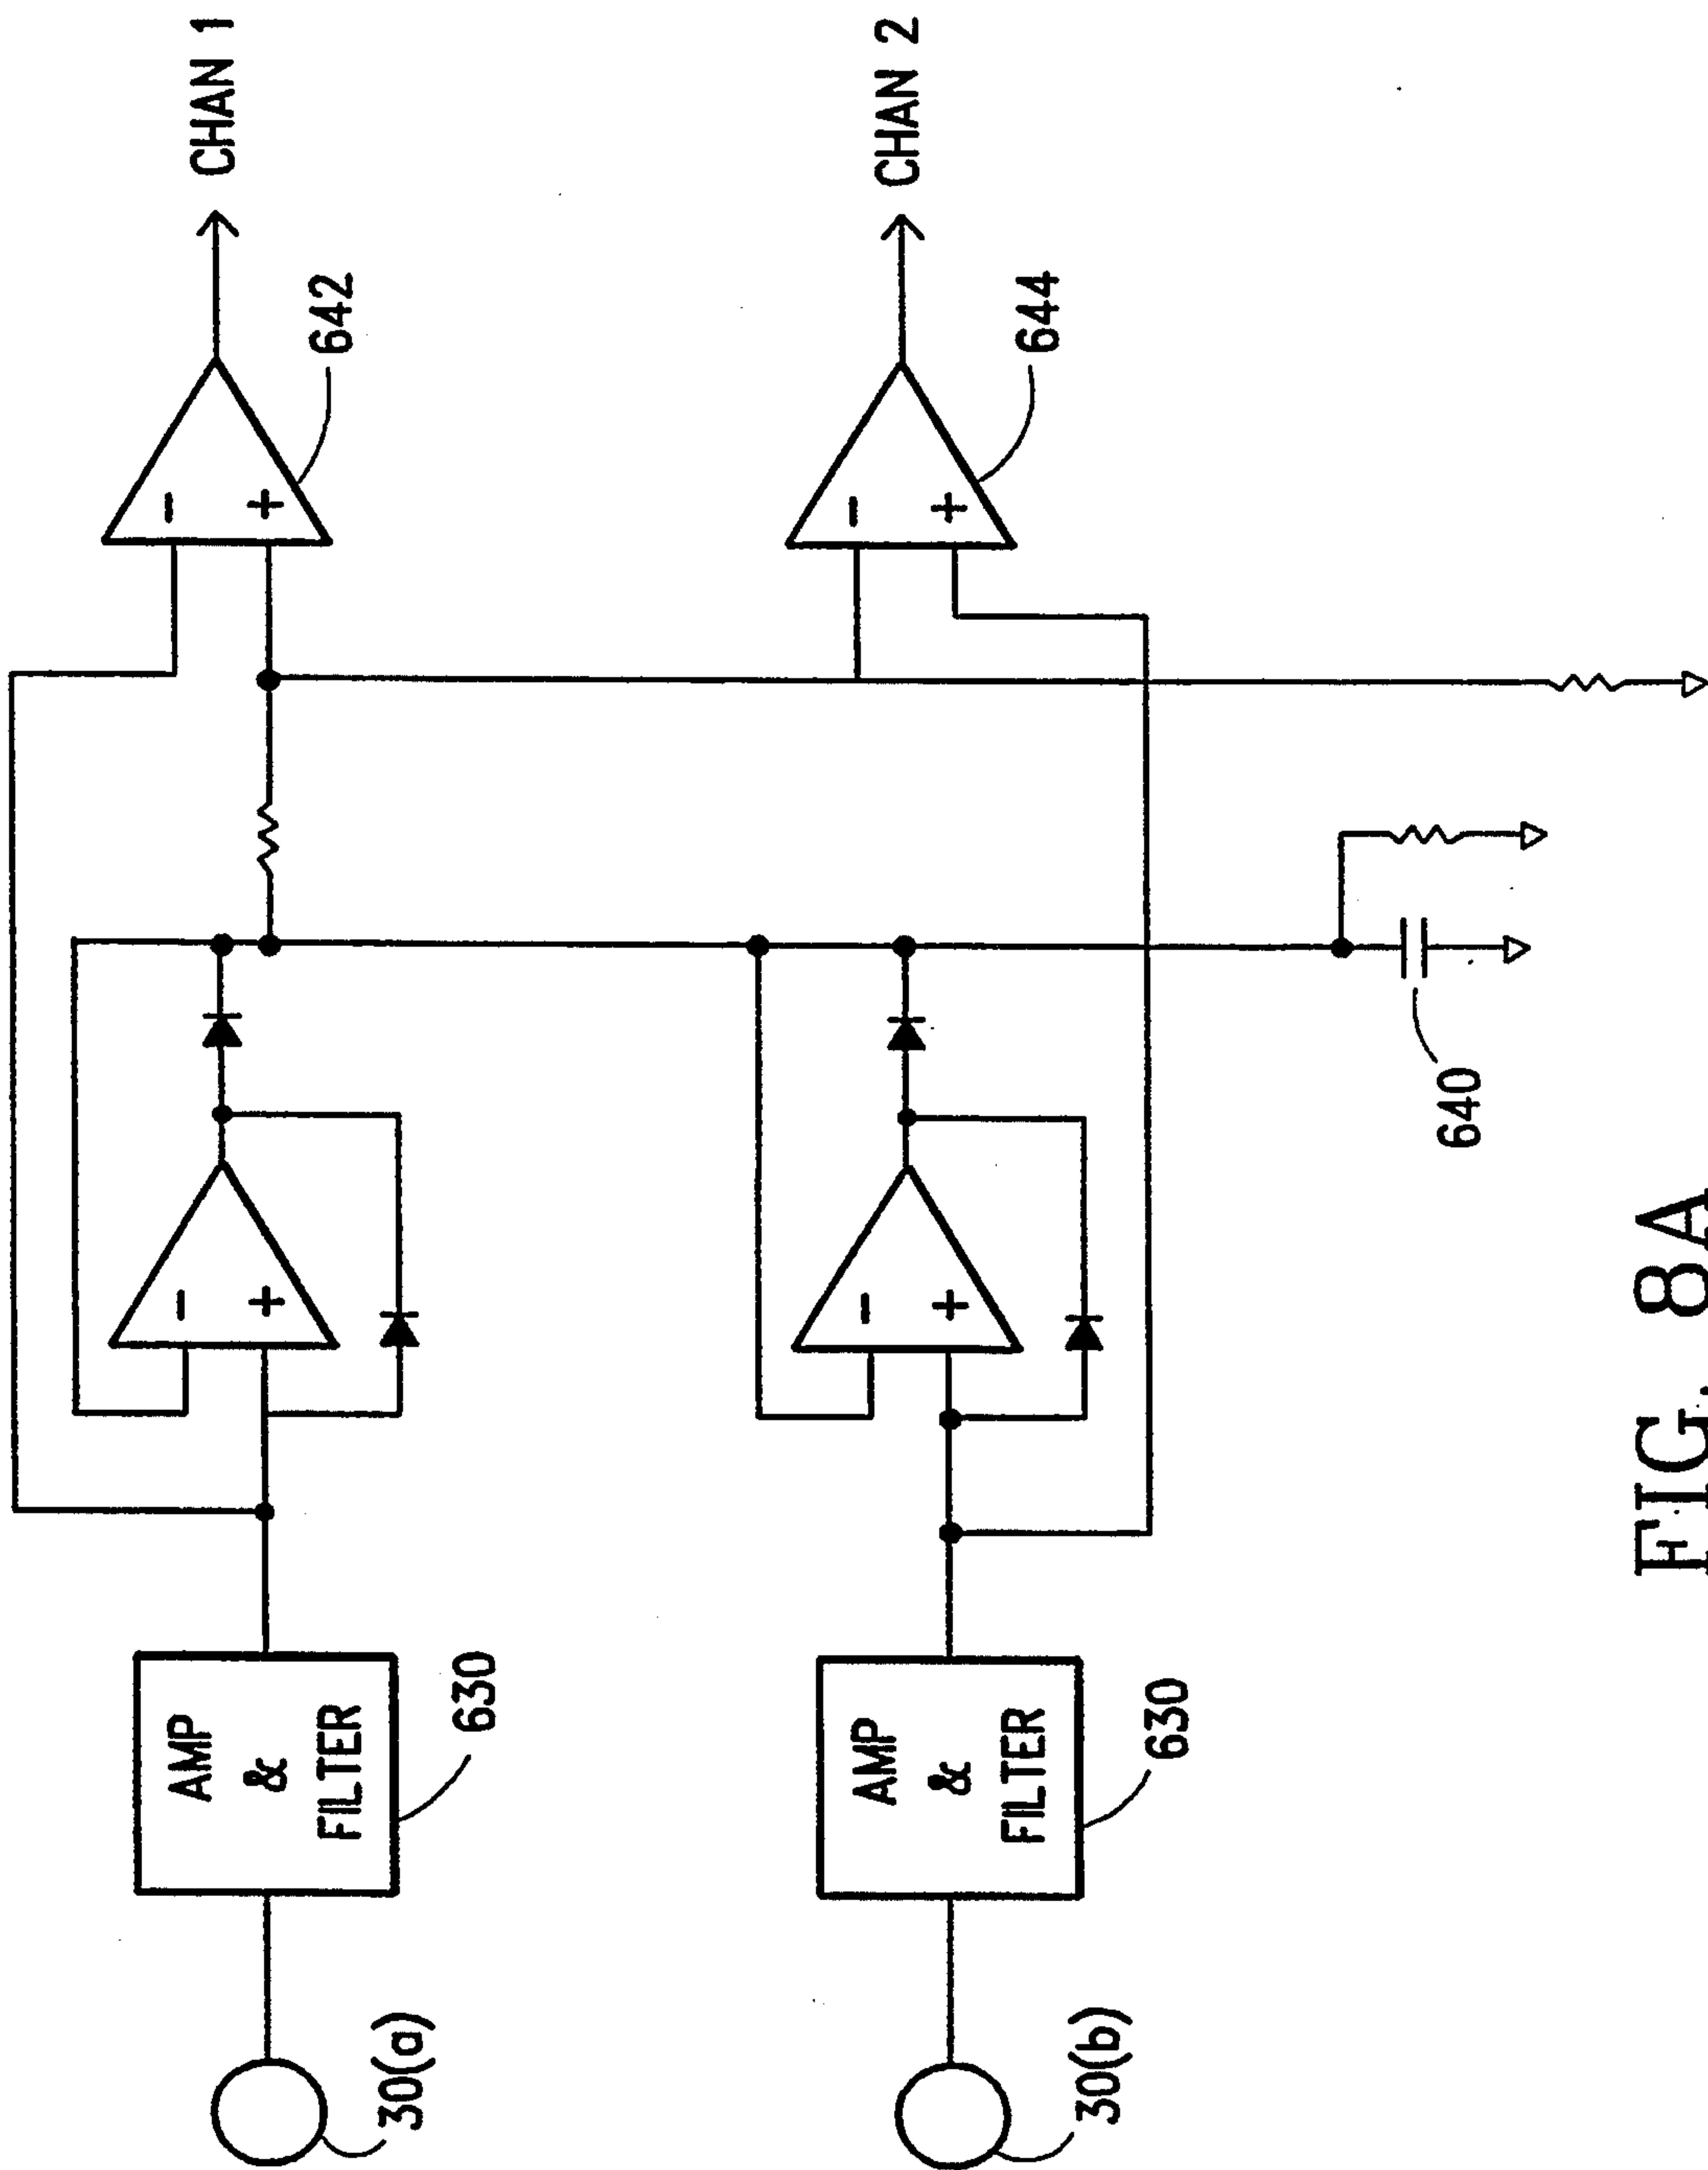 30(a)
AMP
&
FILTER
630
-
+
-
+
642
CHAN 1
30(b)
AMP
&
FILTER
630
-
+
-
+
644
CHAN 2
640
FIG. 8A